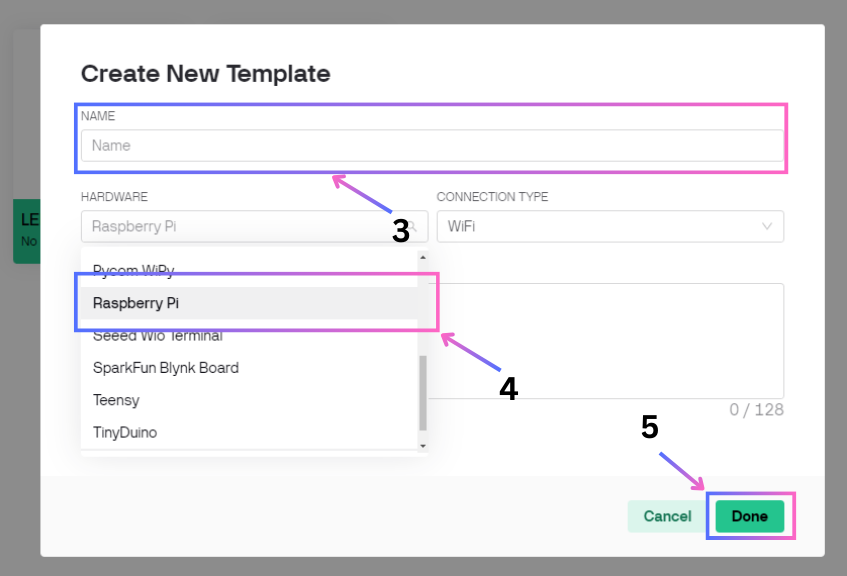 Create New Template
NAME
Name
3
HARDWARE
CONNECTION TYPE
Raspberry Pi
WiFi
Pycom WiPy
Raspberry Pi
Seeed Wio Terminal
SparkFun Blynk Board
Teensy
TinyDuino
4
0 / 128
5
Cancel
Done
LE
No